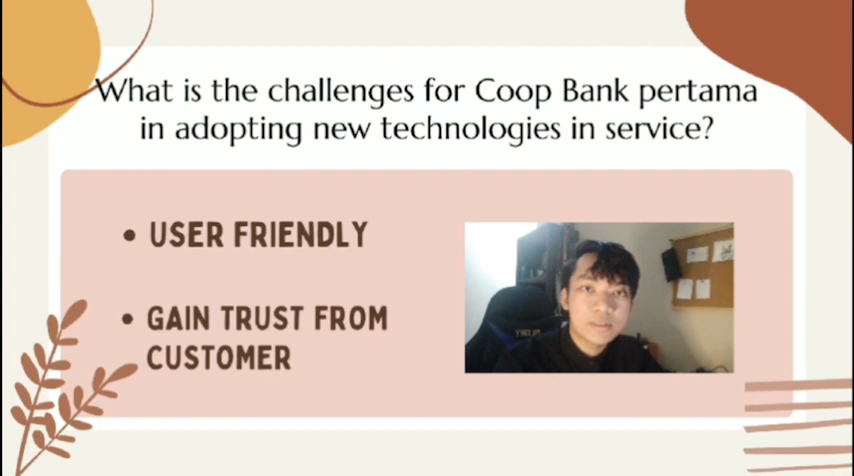 What is the challenges for Coop Bank pertama
in adopting new technologies in service?
• USER FRIENDLY
• GAIN TRUST FROM
CUSTOMER